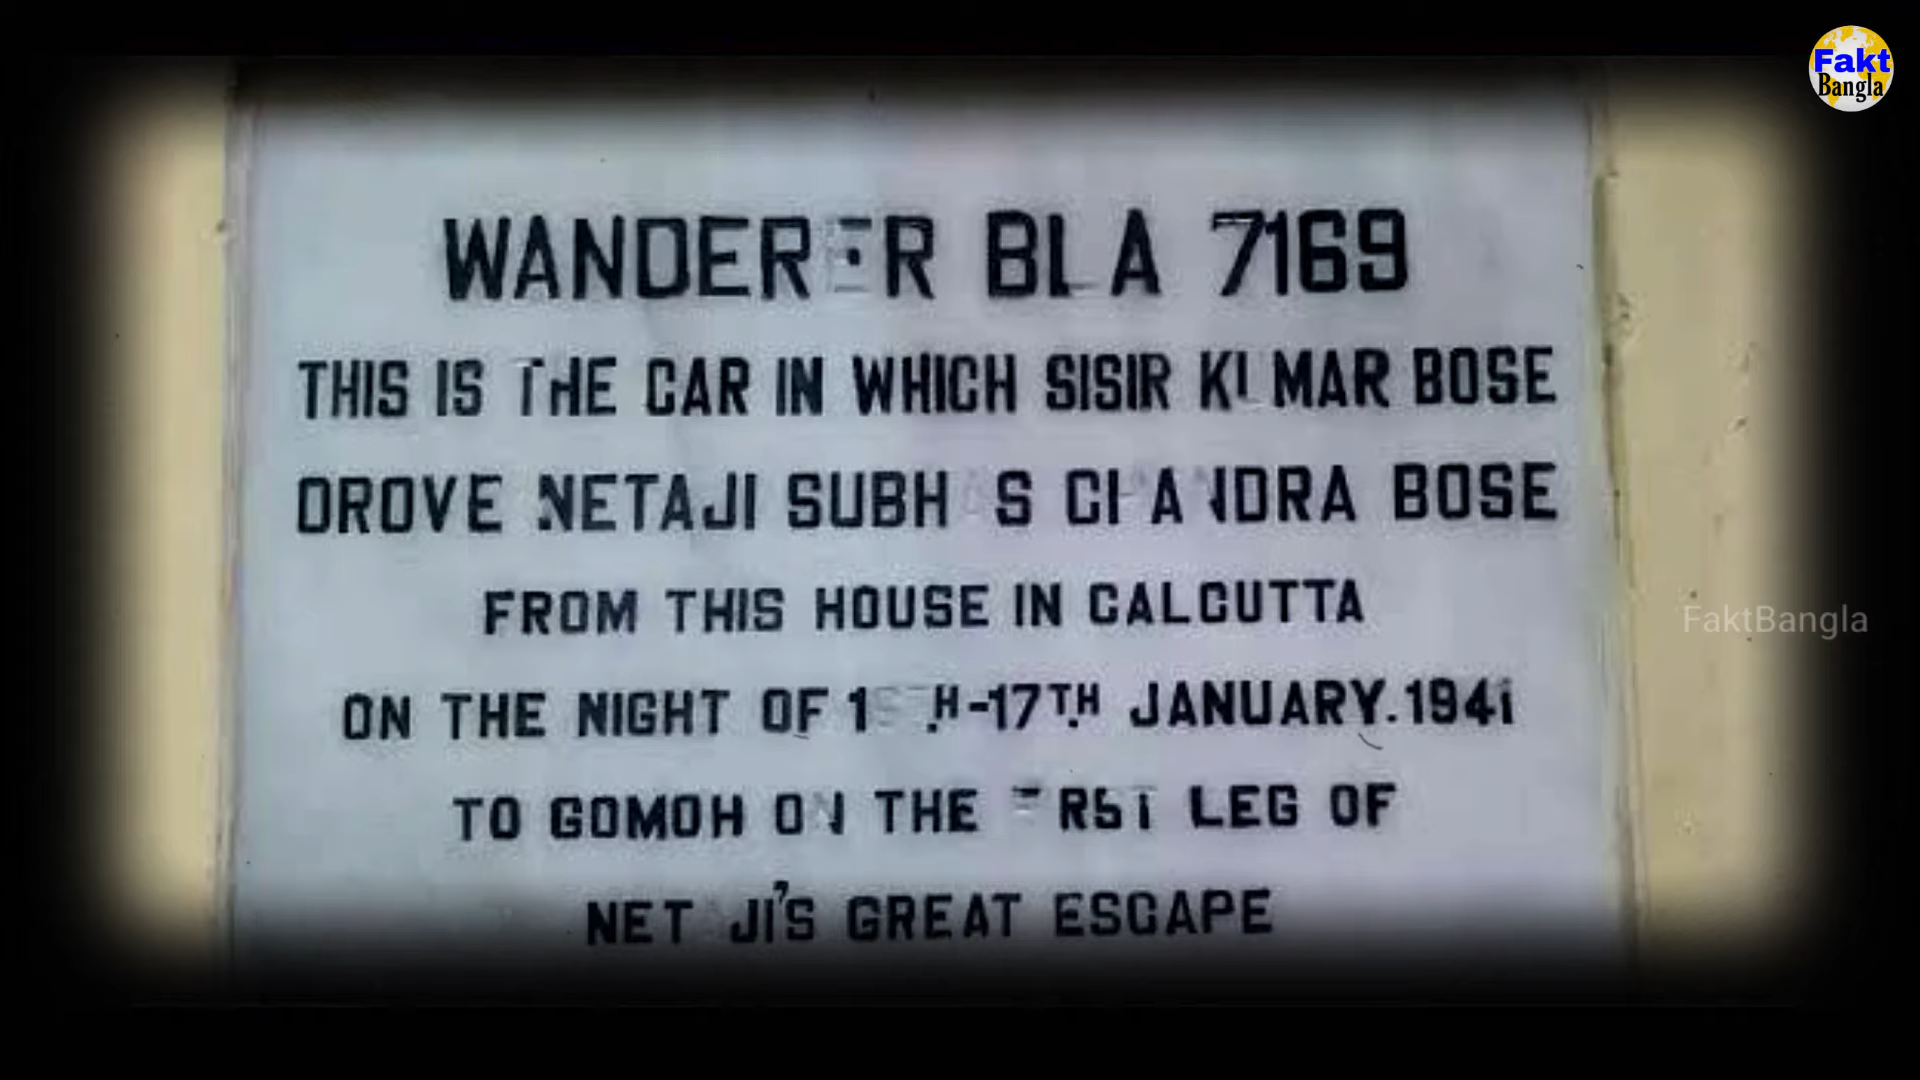 Fakt
Bangla
WANDERER BLA 7169
THIS IS THE CAR IN WHICH SISIR KUMAR BOSE
DROVE NETAJI SUBHAS CHANDRA BOSE
FROM THIS HOUSE IN CALCUTTA
FaktBangla
ON THE NIGHT OF 16TH-17TH JANUARY.1941
TO GOMOH ON THE FIRST LEG OF
NETAJI'S GREAT ESCAPE